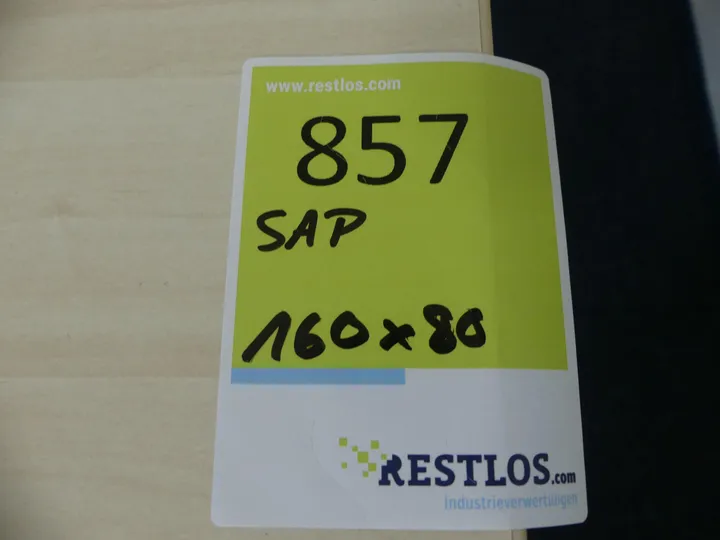 www.restlos.com
857
SAP
160x80
RESTLOS.com
industrieverwertungen